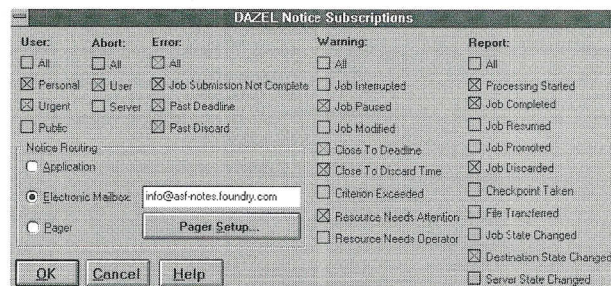 DAZEL Notice Subscriptions
User:
All
Personal
Urgent
Public
Abort:
All
User
Server
Error:
All
Job Submission Not Complete
Past Deadline
Past Discard
Warning:
All
Job Interrupted
Job Paused
Job Modified
Close To Deadline
Close To Discard Time
Criterion Exceeded
Resource Needs Attention
Resource Needs Operator
Report:
All
Processing Started
Job Completed
Job Resumed
Job Promoted
Job Discarded
Checkpoint Taken
File Transferred
Job State Changed
Destination State Changed
Server State Changed
Notice Routing
Application
Electronic Mailbox: info@asf-notes.foundry.com
Pager
Pager Setup...
OK
Cancel
Help